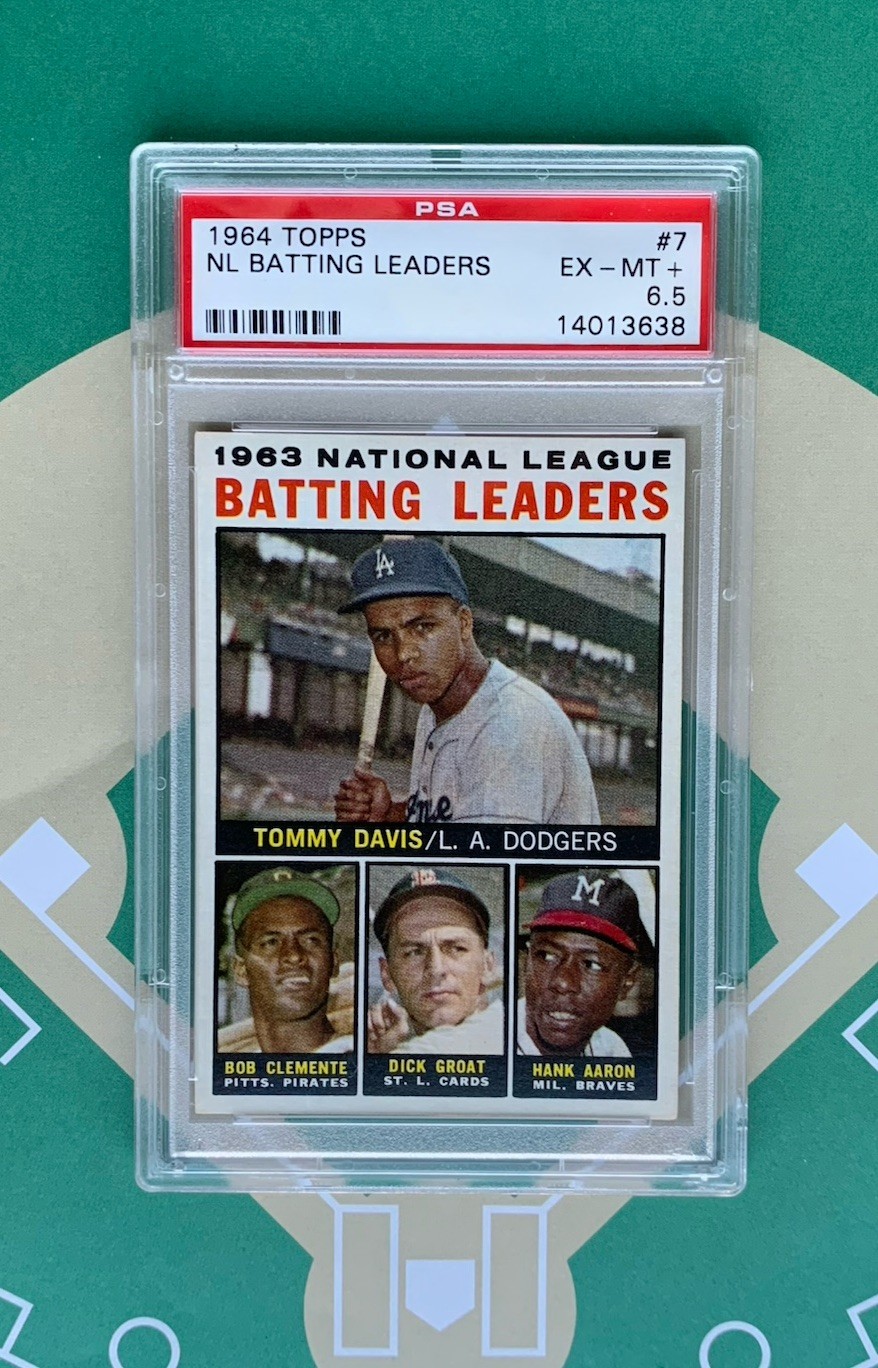 PSA
1964 TOPPS #7
NL BATTING LEADERS EX - MT +
6.5
14013638
1963 NATIONAL LEAGUE
BATTING LEADERS
LA
TOMMY DAVIS/L. A. DODGERS
M
BOB CLEMENTE DICK GROAT HANK AARON
PITTS. PIRATES ST. L. CARDS MIL. BRAVES